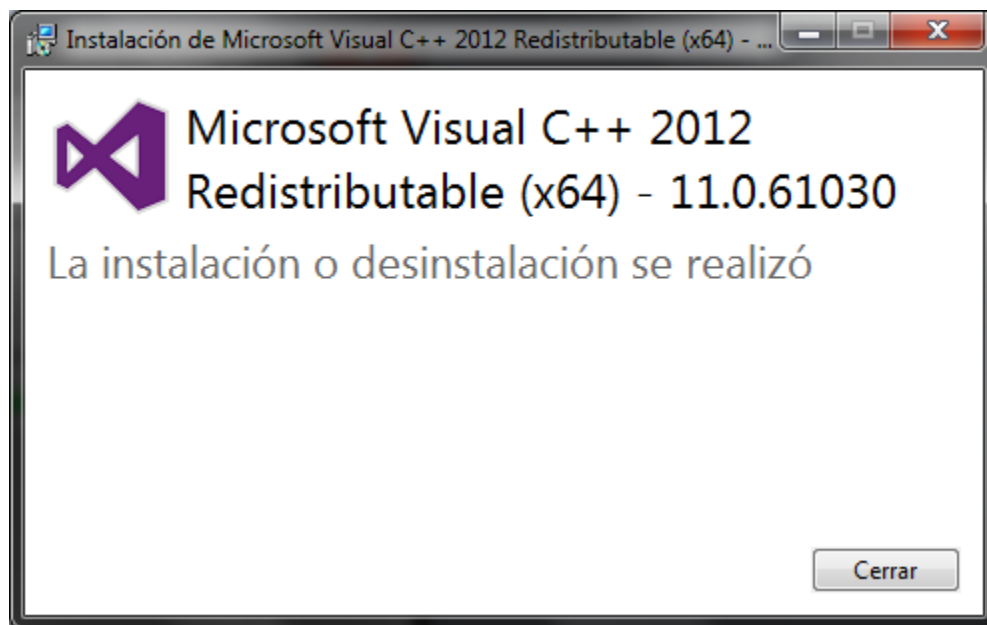 Instalación de Microsoft Visual C++ 2012 Redistributable (x64) - ...
Microsoft Visual C++ 2012
Redistributable (x64) - 11.0.61030
La instalación o desinstalación se realizó
Cerrar